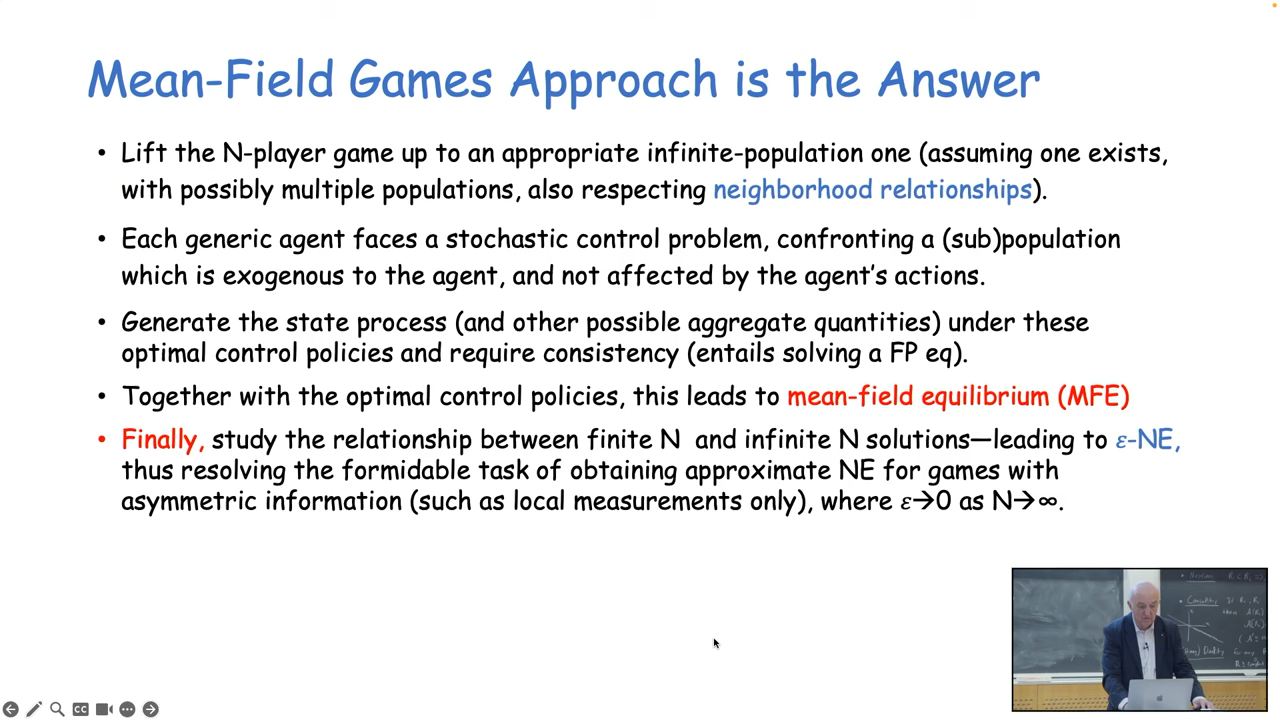 Mean-Field Games Approach is the Answer
• Lift the N-player game up to an appropriate infinite-population one (assuming one exists,
with possibly multiple populations, also respecting neighborhood relationships).
• Each generic agent faces a stochastic control problem, confronting a (sub)population
which is exogenous to the agent, and not affected by the agent's actions.
• Generate the state process (and other possible aggregate quantities) under these
optimal control policies and require consistency (entails solving a FP eq).
• Together with the optimal control policies, this leads to mean-field equilibrium (MFE)
• Finally, study the relationship between finite N and infinite N solutions—leading to ε-NE,
thus resolving the formidable task of obtaining approximate NE for games with
asymmetric information (such as local measurements only), where ε→0 as N→∞.
CC